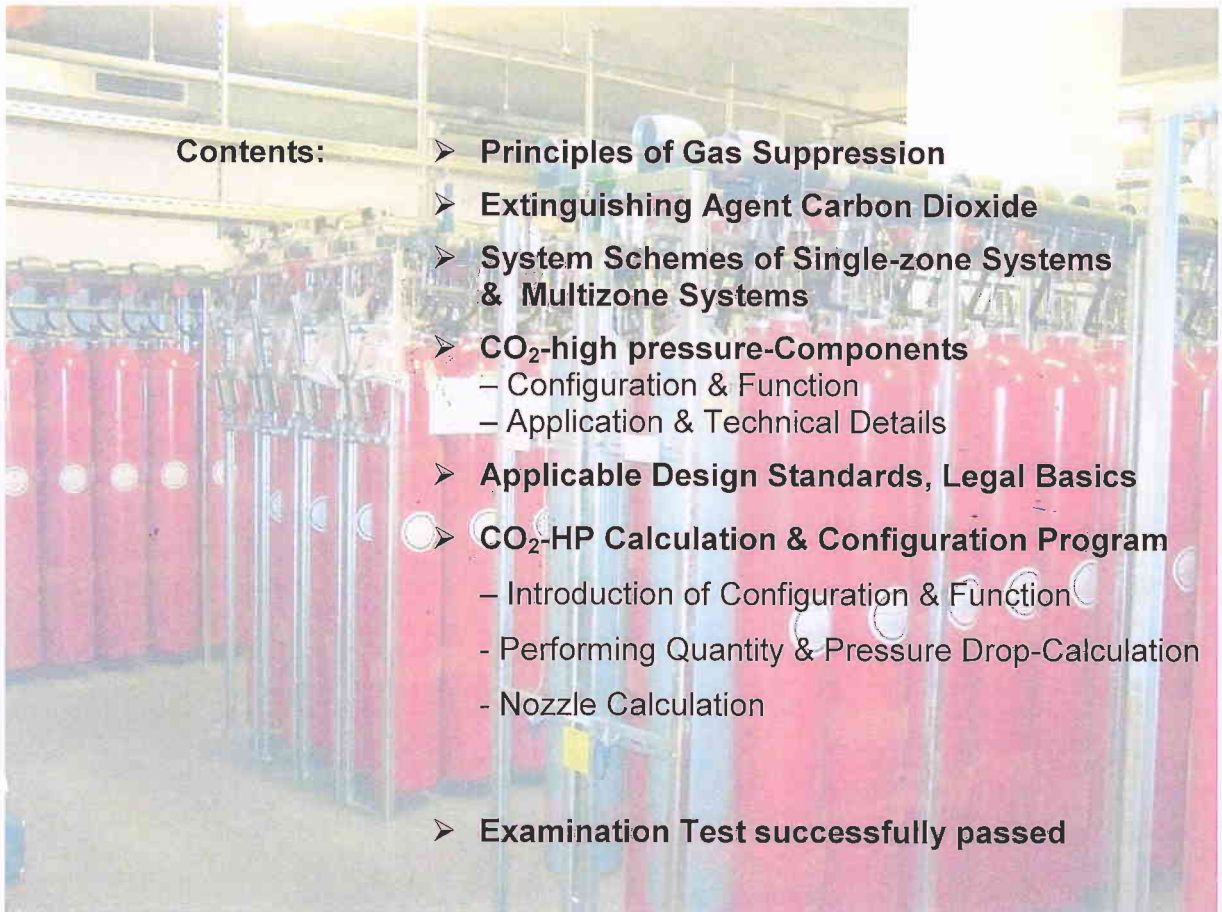 Contents:
➢ Principles of Gas Suppression
➢ Extinguishing Agent Carbon Dioxide
➢ System Schemes of Single-zone Systems
& Multizone Systems
➢ CO₂-high pressure-Components
– Configuration & Function
– Application & Technical Details
➢ Applicable Design Standards, Legal Basics
➢ CO₂-HP Calculation & Configuration Program
– Introduction of Configuration & Function
- Performing Quantity & Pressure Drop-Calculation
- Nozzle Calculation
➢ Examination Test successfully passed